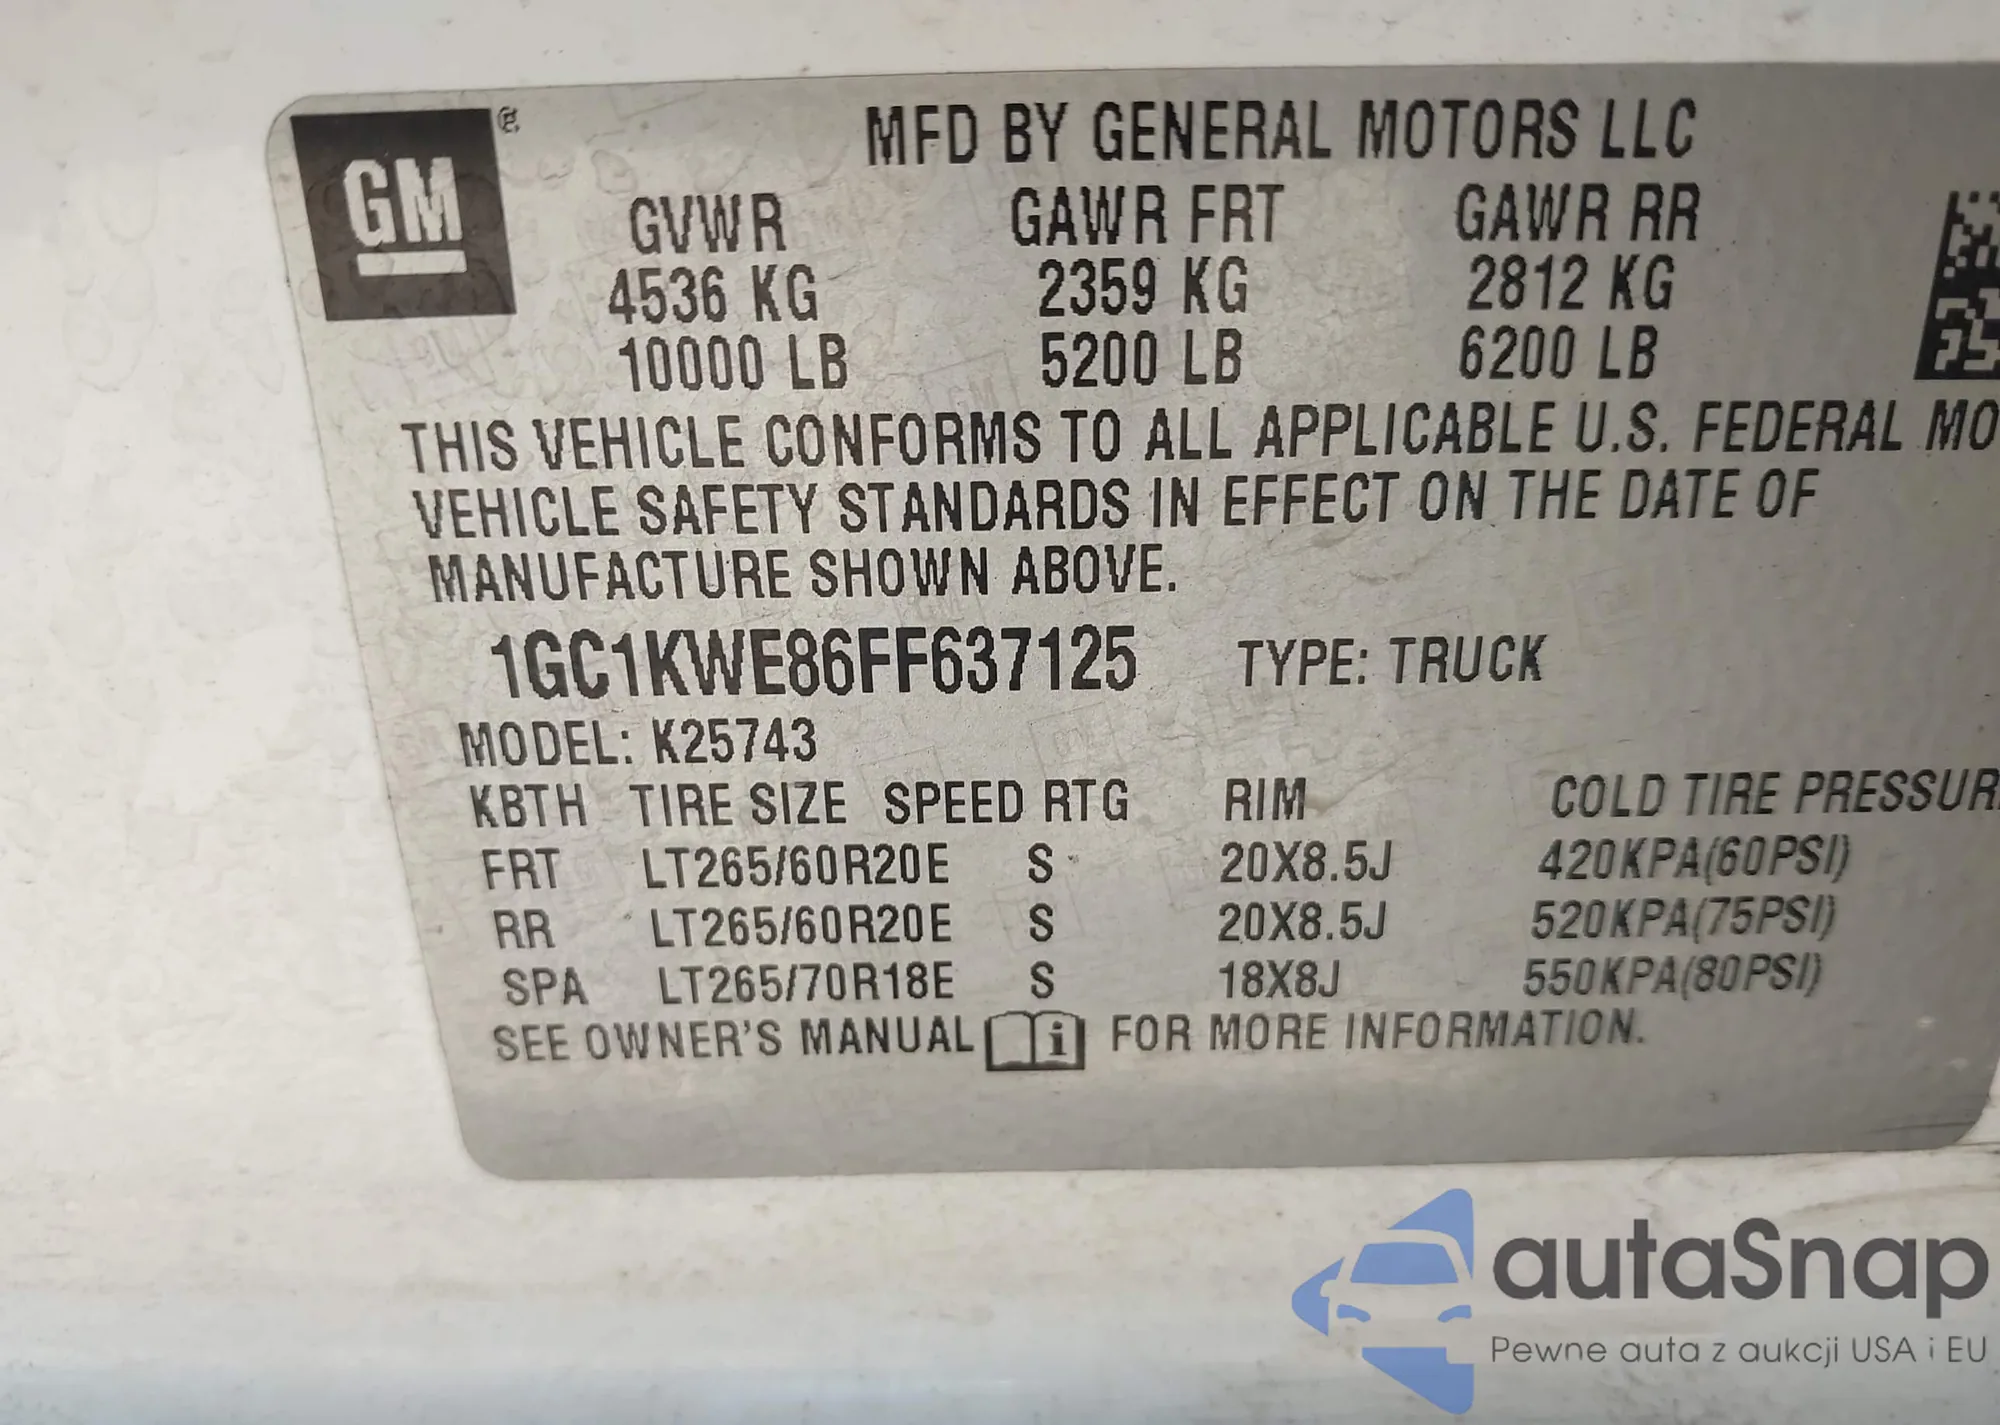 GM ®
MFD BY GENERAL MOTORS LLC
GVWR GAWR FRT GAWR RR
4536 KG 2359 KG 2812 KG
10000 LB 5200 LB 6200 LB
THIS VEHICLE CONFORMS TO ALL APPLICABLE U.S. FEDERAL MO
VEHICLE SAFETY STANDARDS IN EFFECT ON THE DATE OF
MANUFACTURE SHOWN ABOVE.
1GC1KWE86FF637125 TYPE: TRUCK
MODEL: K25743
KBTH TIRE SIZE SPEED RTG RIM COLD TIRE PRESSUR
FRT LT265/60R20E S 20X8.5J 420KPA(60PSI)
RR LT265/60R20E S 20X8.5J 520KPA(75PSI)
SPA LT265/70R18E S 18X8J 550KPA(80PSI)
SEE OWNER'S MANUAL i FOR MORE INFORMATION.
autaSnap
Pewne auta z aukcji USA i EU